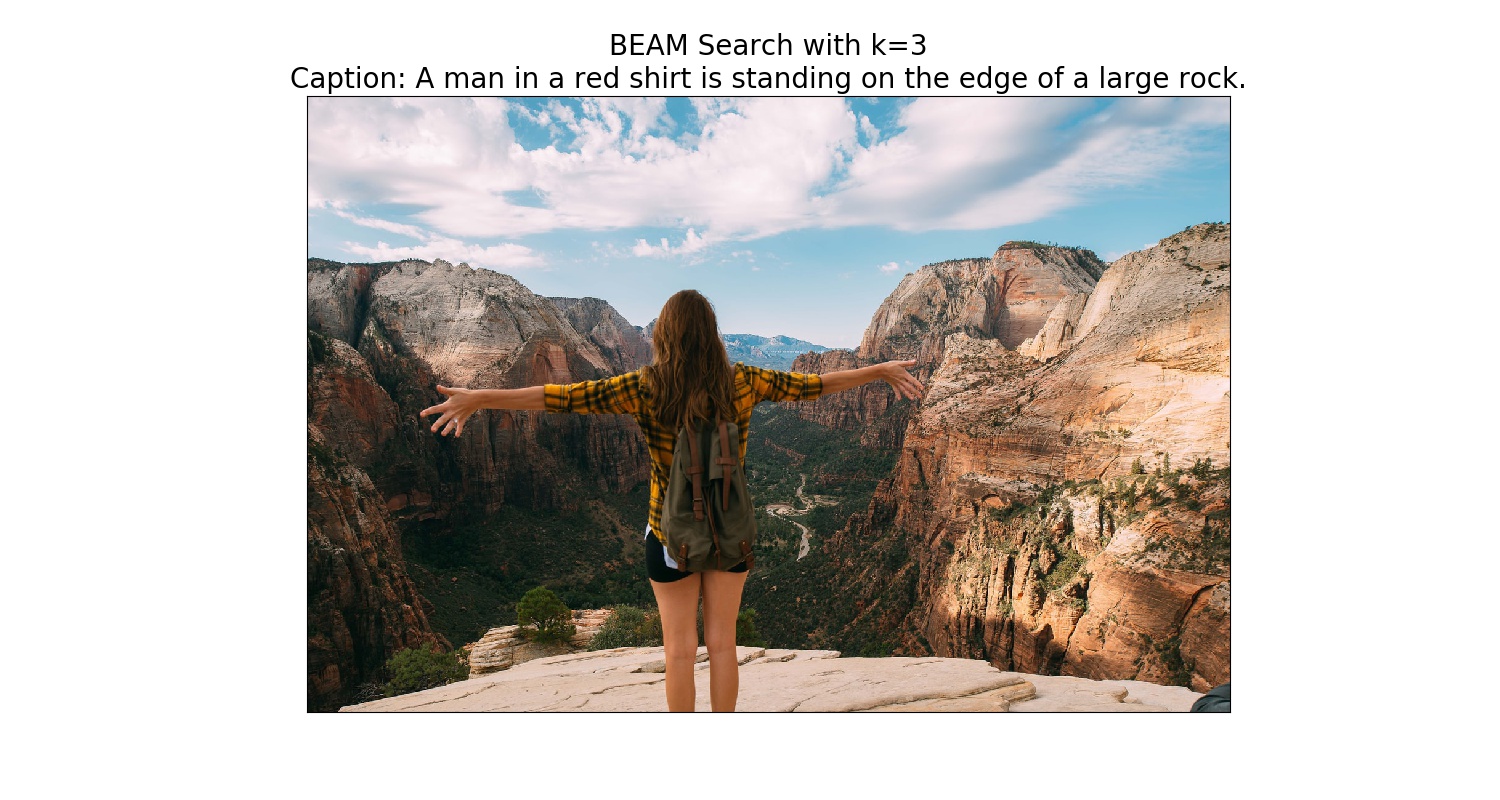 BEAM Search with k=3
Caption: A man in a red shirt is standing on the edge of a large rock.